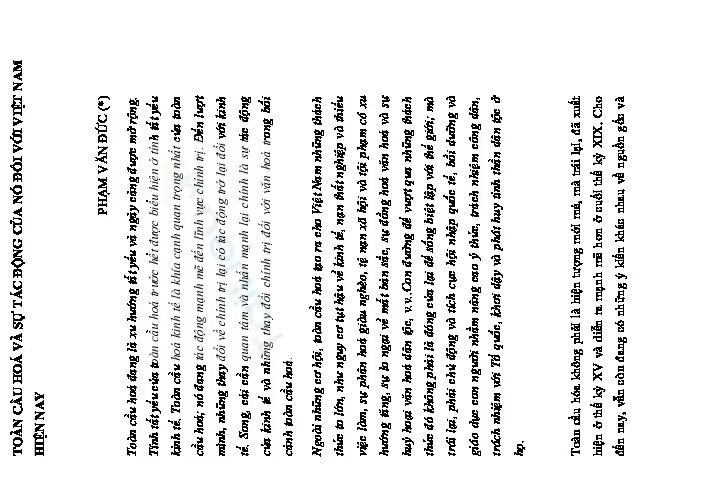 TOÀN CẦU HOÁ VÀ SỰ TÁC ĐỘNG CỦA NÓ ĐỐI VỚI VIỆT NAM
HIỆN NAY
PHẠM VĂN ĐỨC (*)
Toàn cầu hoá đang là xu hướng tất yếu và ngày càng được mở rộng.
Tính tất yếu của toàn cầu hoá trước hết được biểu hiện ở tính tất yếu
kinh tế. Toàn cầu hoá kinh tế là khía cạnh quan trọng nhất của toàn
cầu hoá; nó đang tác động mạnh mẽ đến lĩnh vực chính trị. Đến lượt
mình, những thay đổi về chính trị lại có tác động trở lại đối với kinh
tế. Song, cái cần quan tâm và nhấn mạnh lại chính là sự tác động
của kinh tế và những thay đổi chính trị đối với văn hoá trong bối
cảnh toàn cầu hoá.
Ngoài những cơ hội, toàn cầu hoá tạo ra cho Việt Nam những thách
thức to lớn, như nguy cơ tụt hậu về kinh tế, nạn thất nghiệp và thiếu
việc làm, sự phân hoá giàu nghèo, tệ nạn xã hội và tội phạm có xu
hướng tăng, sự lo ngại về mất bản sắc, sự đồng hoá văn hoá và sự
huỷ hoại văn hoá dân tộc, v.v. Con đường để vượt qua những thách
thức đó không phải là đóng cửa lại để sống biệt lập với thế giới; mà
trái lại, phải chủ động và tích cực hội nhập quốc tế, bồi dưỡng và
giáo dục con người nhằm nâng cao ý thức, trách nhiệm công dân,
trách nhiệm với Tổ quốc, khơi dậy và phát huy tinh thần dân tộc ở
họ.
Toàn cầu hóa không phải là hiện tượng mới mẻ, mà trái lại, đã xuất
hiện ở thế kỷ XV và diễn ra mạnh mẽ hơn ở cuối thế kỷ XIX. Cho
đến nay, vẫn còn đang có những ý kiến khác nhau về nguồn gốc và